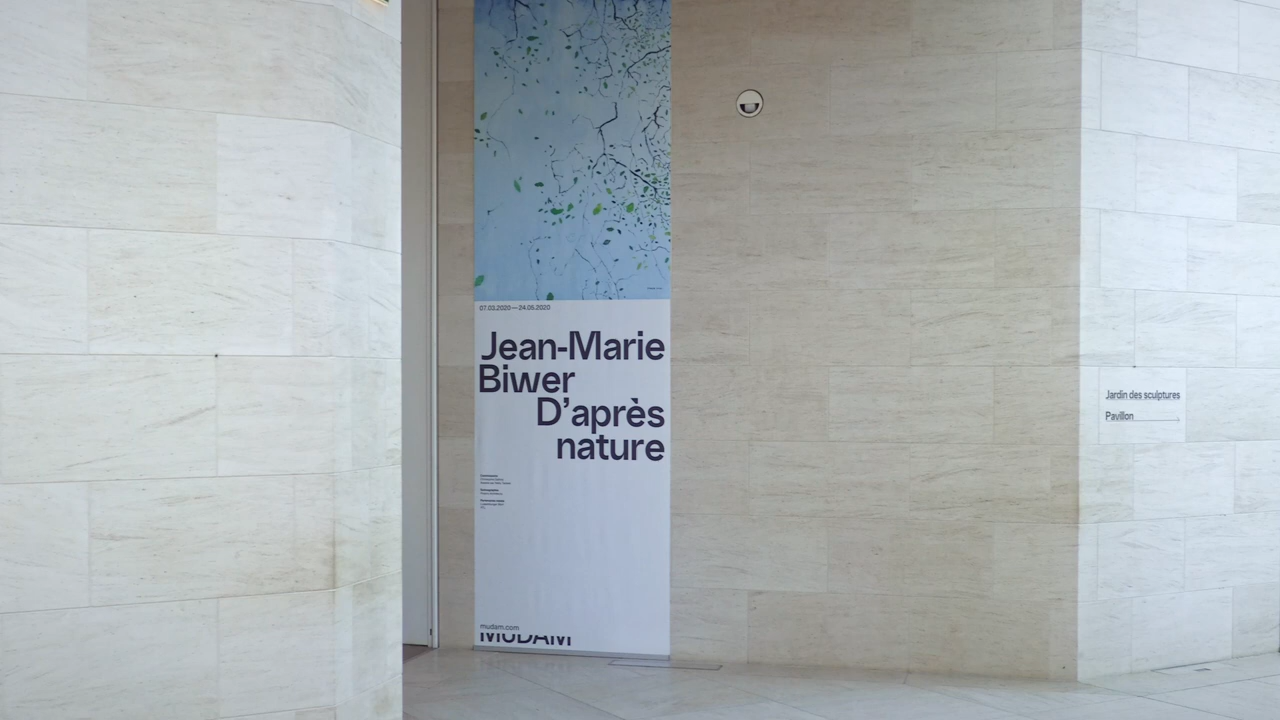 07.03.2020—24.05.2020
Jean-Marie
Biwer
D'après
nature
mudam.com
MUDAM
Jardin des sculptures
Pavillon